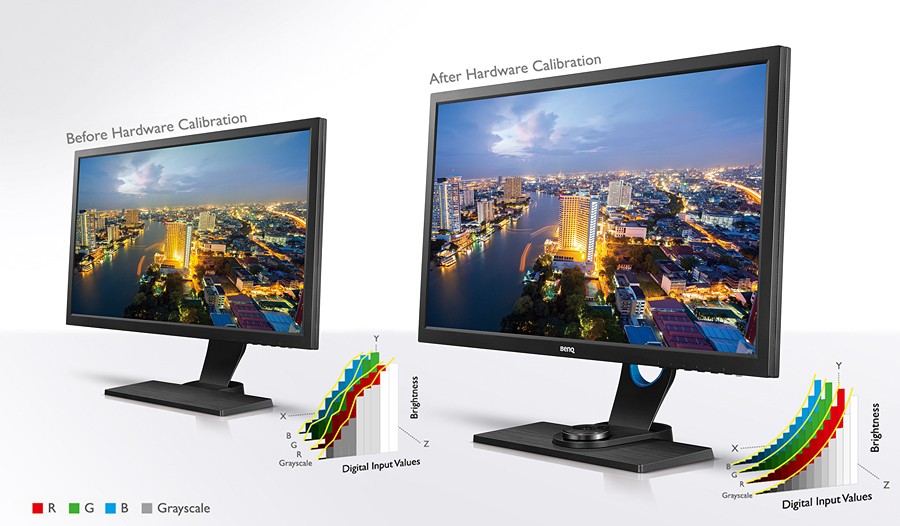 Before Hardware Calibration
After Hardware Calibration
BenQ
Y
X
B
G
R
Grayscale
Brightness
Z
Digital Input Values
Y
X
B
G
R
Grayscale
Brightness
Z
Digital Input Values
R G B Grayscale